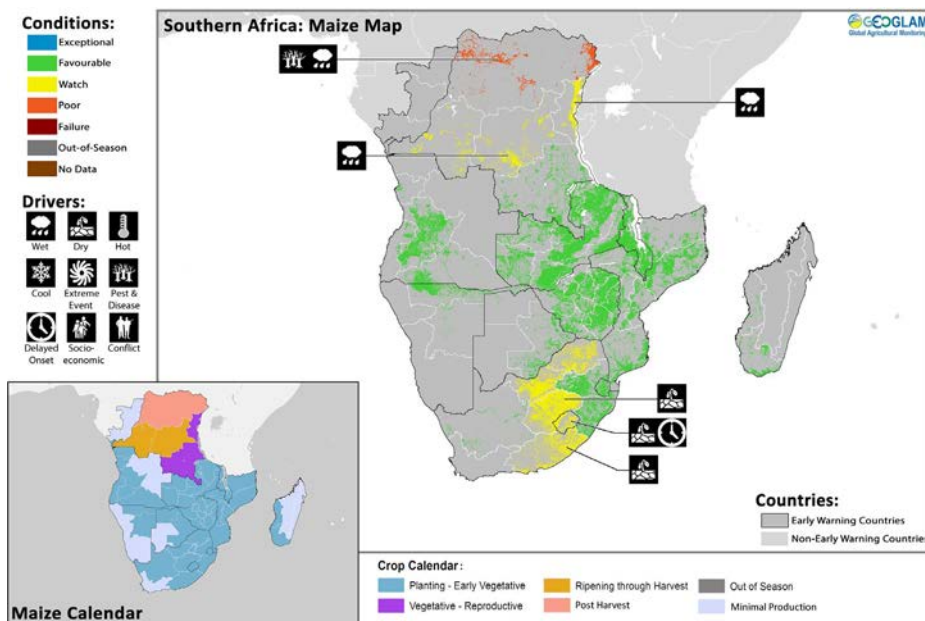 Conditions:
Exceptional
Favourable
Watch
Poor
Failure
Out-of-Season
No Data
Drivers:
Wet
Dry
Hot
Cool
Extreme
Event
Pest &
Disease
Delayed
Onset
Socio-
economic
Conflict
Southern Africa: Maize Map
GEOGLAM
Global Agricultural Monitoring
Countries:
Early Warning Countries
Non-Early Warning Countries
Maize Calendar
Crop Calendar:
Planting - Early Vegetative
Ripening through Harvest
Out of Season
Vegetative - Reproductive
Post Harvest
Minimal Production